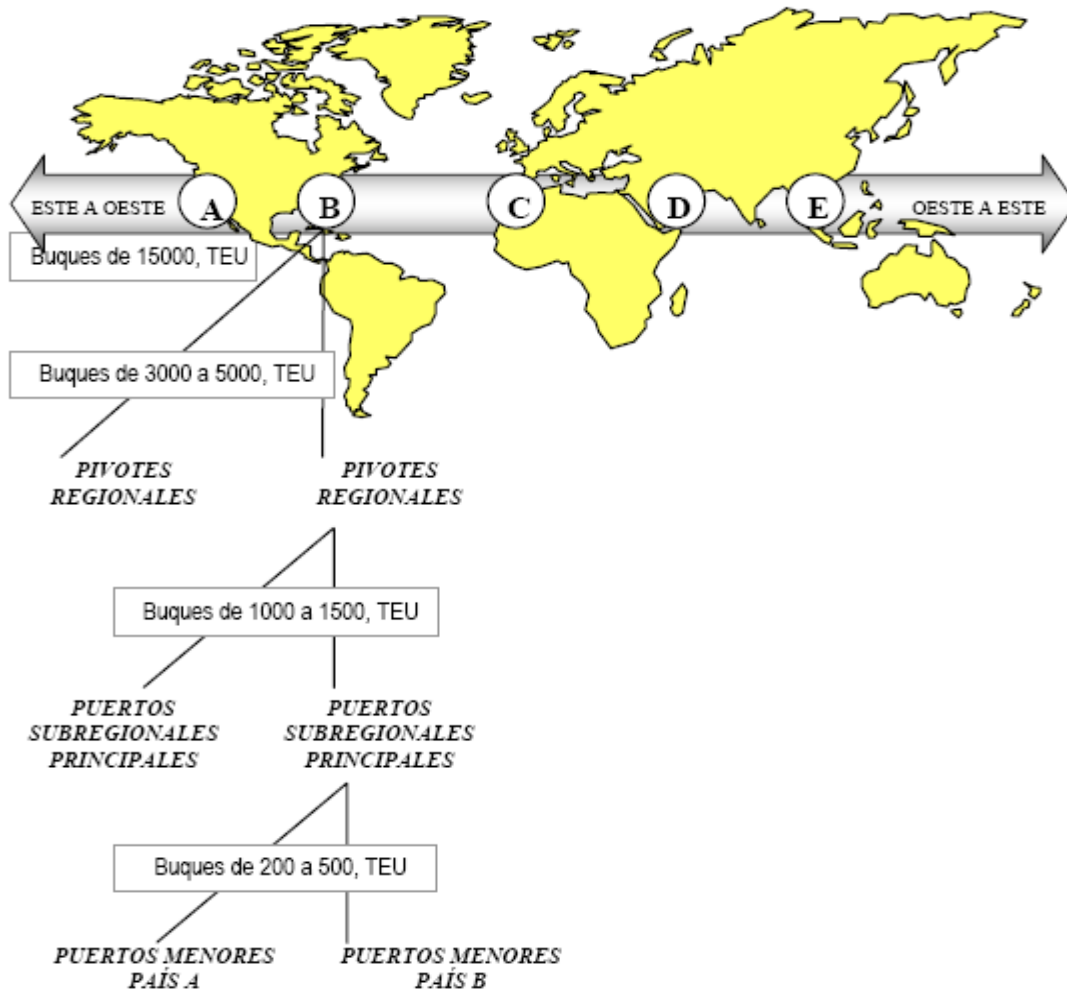 ESTE A OESTE
A
B
C
D
E
OESTE A ESTE
Buques de 15000, TEU
Buques de 3000 a 5000, TEU
PIVOTES
REGIONALES
PIVOTES
REGIONALES
Buques de 1000 a 1500, TEU
PUERTOS
SUBREGIONALES
PRINCIPALES
PUERTOS
SUBREGIONALES
PRINCIPALES
Buques de 200 a 500, TEU
PUERTOS MENORES
PAÍS A
PUERTOS MENORES
PAÍS B